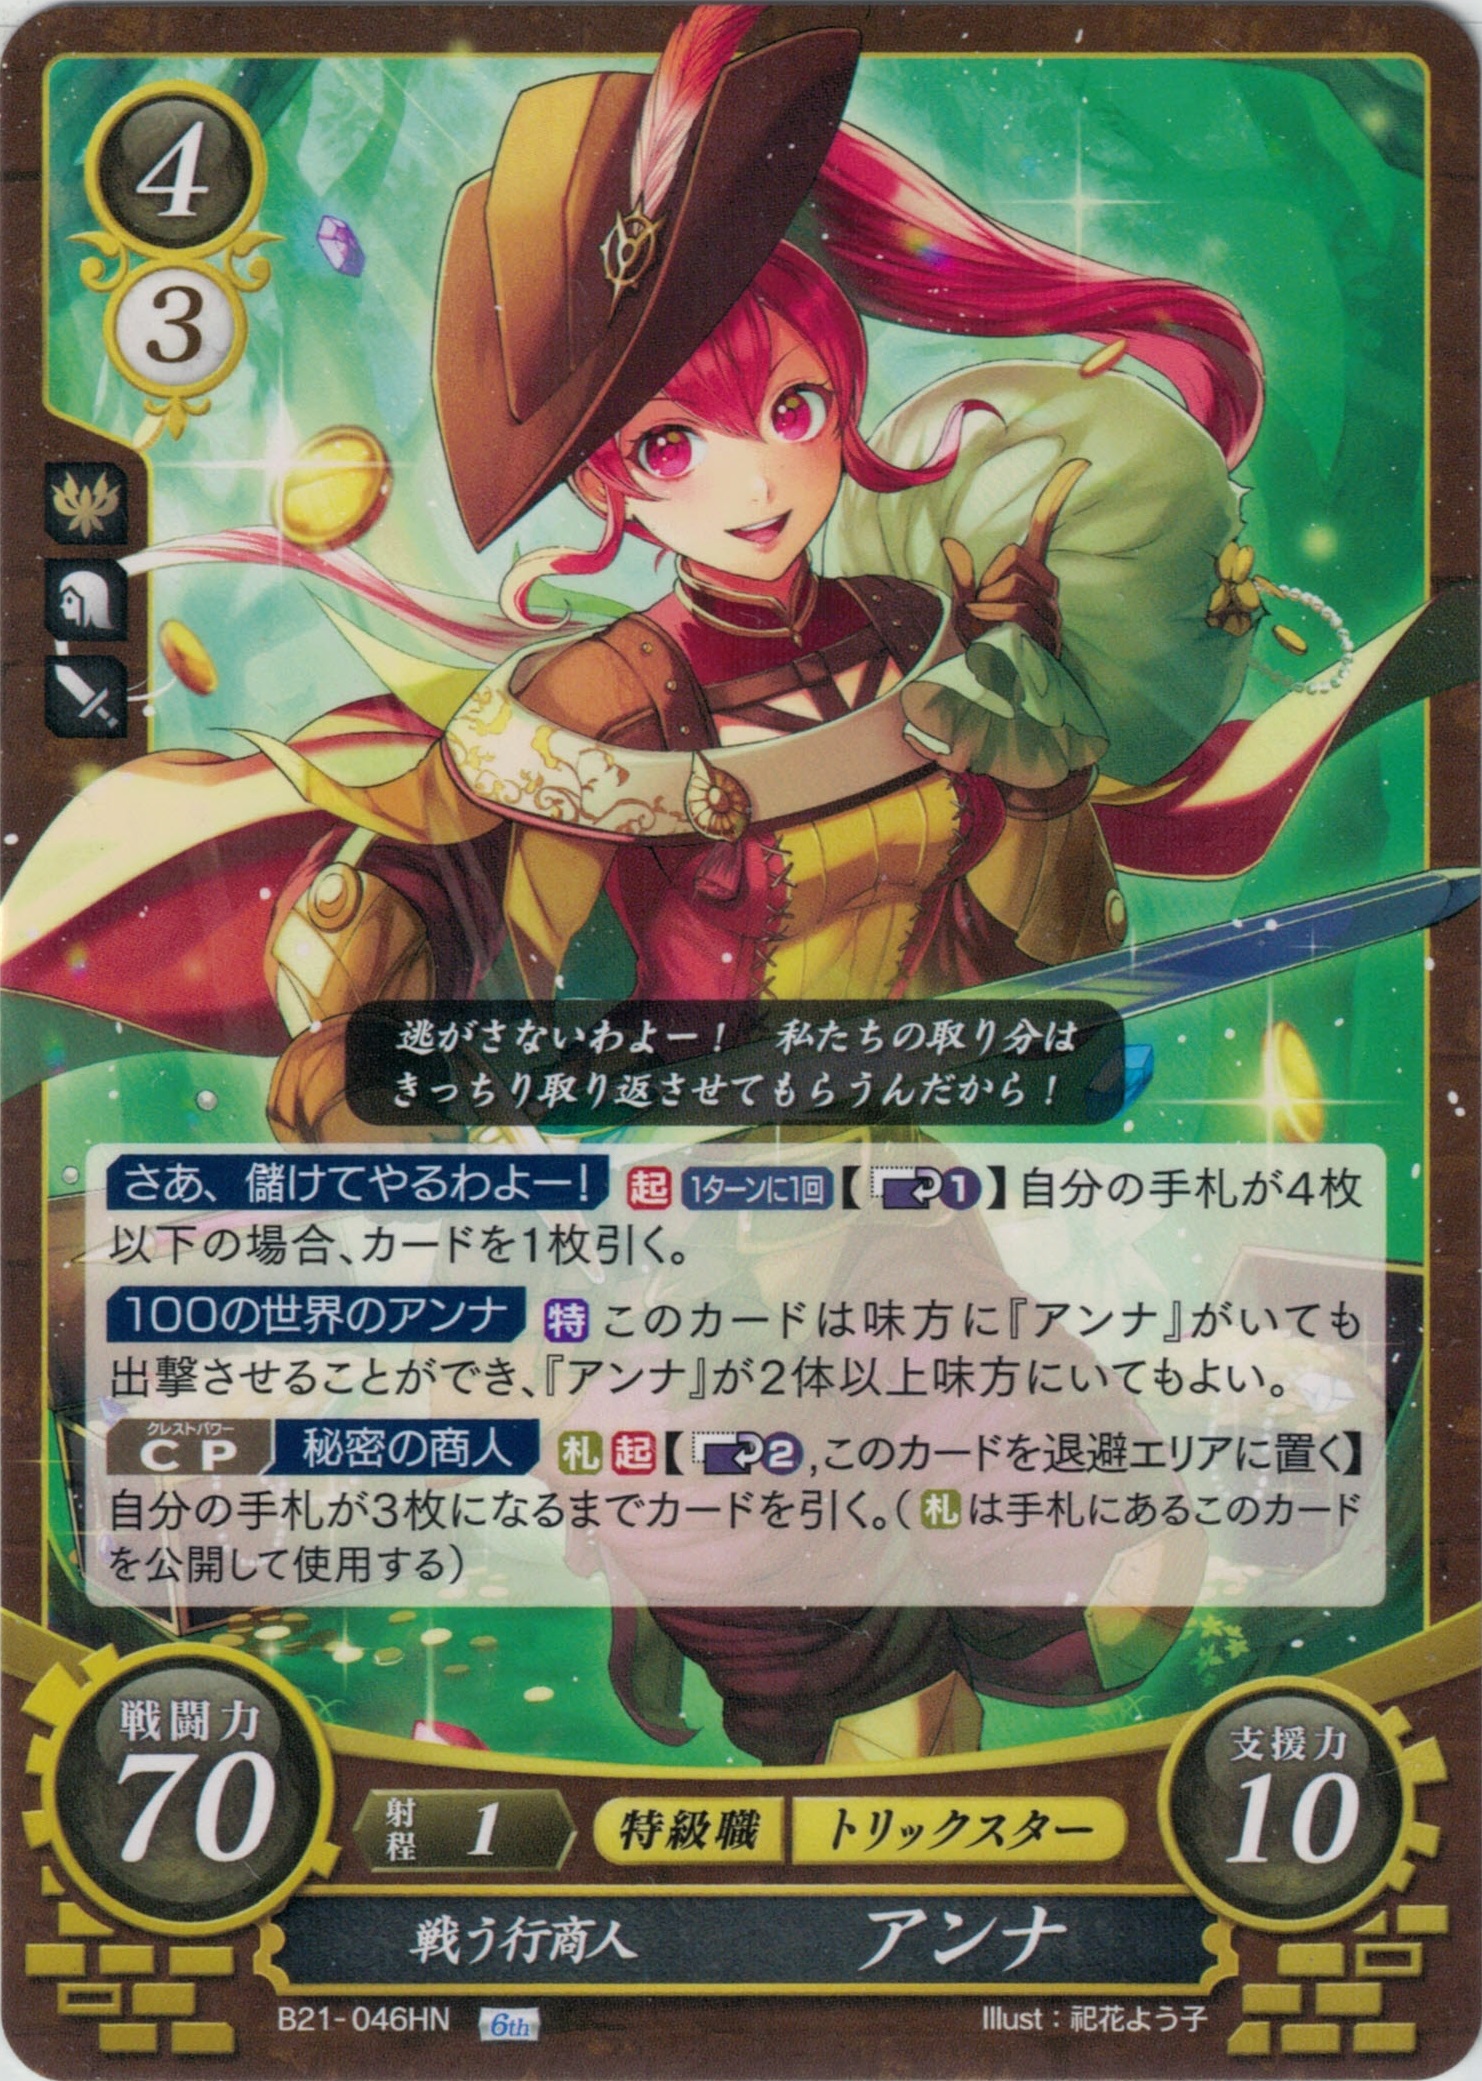 4
3
逃がさないわよー！　私たちの取り分は
きっちり取り返させてもらうんだから！
さあ、儲けてやるわよー！ 起 1ターンに1回【1】自分の手札が4枚
以下の場合、カードを1枚引く。
100の世界のアンナ 特 このカードは味方に『アンナ』がいても
出撃させることができ、『アンナ』が2体以上味方にいてもよい。
クレストパワー
CP 秘密の商人 札 起【2,このカードを退避エリアに置く】
自分の手札が3枚になるまでカードを引く。（札は手札にあるこのカード
を公開して使用する）
戦闘力
70
射程 1
特級職 トリックスター
支援力
10
戦う行商人 アンナ
B21-046HN 6th Illust：祀花よう子